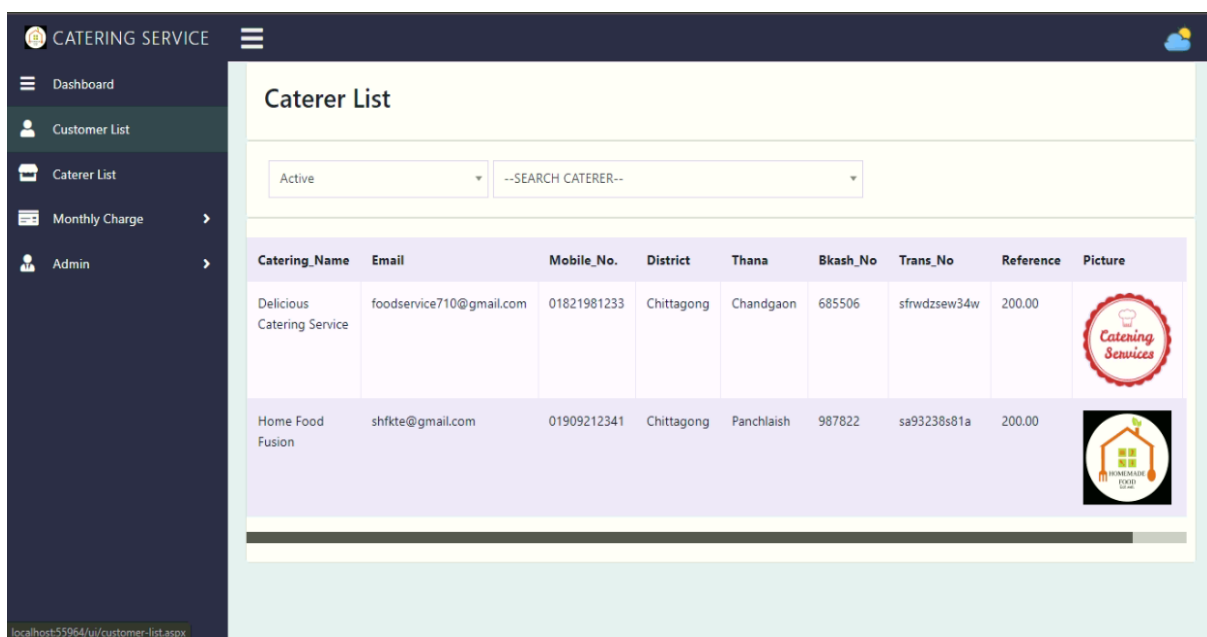 CATERING SERVICE
Dashboard
Customer List
Caterer List
Monthly Charge
Admin
Caterer List
Active
--SEARCH CATERER--
Catering_Name Email Mobile_No. District Thana Bkash_No Trans_No Reference Picture
Delicious foodservice710@gmail.com 01821981233 Chittagong Chandgaon 685506 sfrwdzsew34w 200.00
Catering Service
Catering
Services
Home Food shfkte@gmail.com 01909212341 Chittagong Panchlaish 987822 sa93238s81a 200.00
Fusion
HOMEMADE
FOOD
localhost:55964/ui/customer-list.aspx